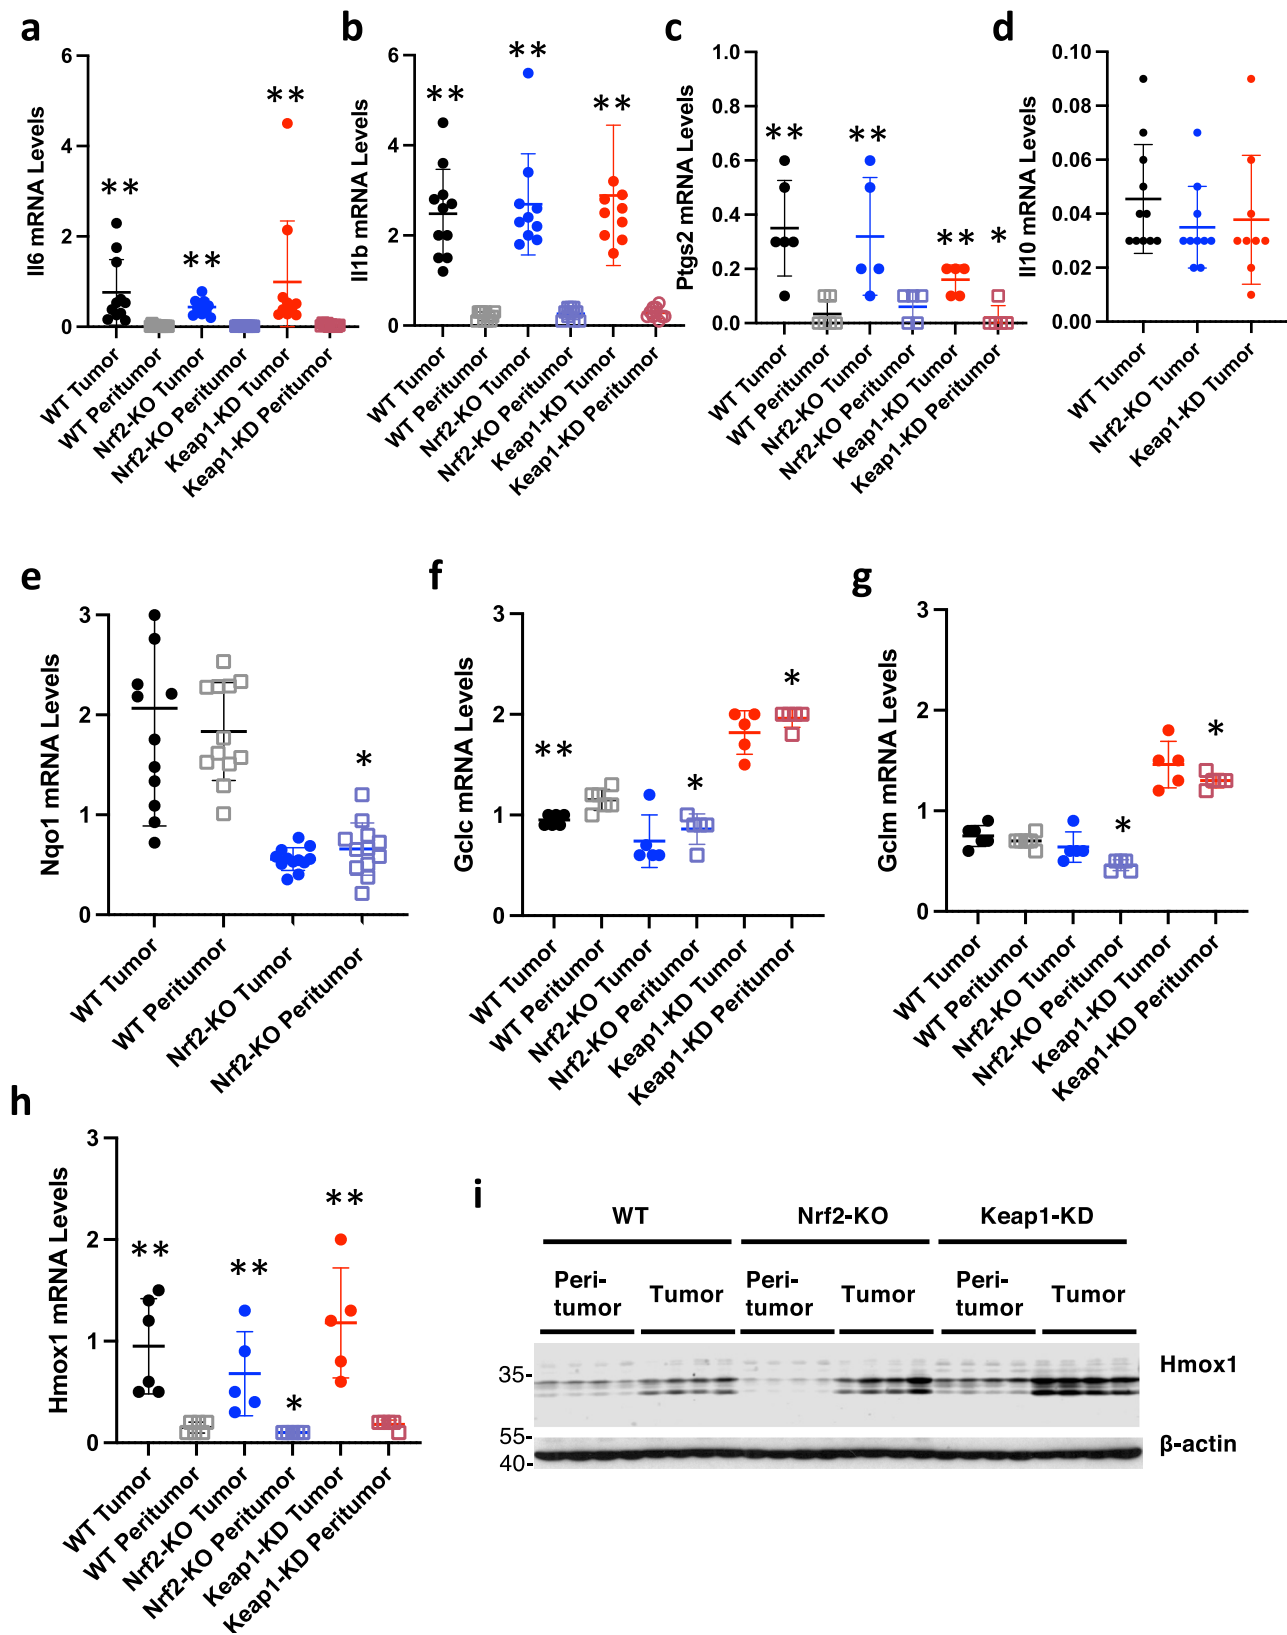 a
Il6 mRNA Levels
6
4
2
0
**
**
**
WT Tumor
WT Peritumor
Nrf2-KO Tumor
Nrf2-KO Peritumor
Keap1-KD Tumor
Keap1-KD Peritumor
b
Il1b mRNA Levels
6
4
2
0
**
**
**
WT Tumor
WT Peritumor
Nrf2-KO Tumor
Nrf2-KO Peritumor
Keap1-KD Tumor
Keap1-KD Peritumor
c
Ptgs2 mRNA Levels
1.0
0.8
0.6
0.4
0.2
0.0
**
**
**
*
WT Tumor
WT Peritumor
Nrf2-KO Tumor
Nrf2-KO Peritumor
Keap1-KD Tumor
Keap1-KD Peritumor
d
Il10 mRNA Levels
0.10
0.08
0.06
0.04
0.02
0.00
WT Tumor
Nrf2-KO Tumor
Keap1-KD Tumor
e
Nqo1 mRNA Levels
3
2
1
0
*
WT Tumor
WT Peritumor
Nrf2-KO Tumor
Nrf2-KO Peritumor
f
Gclc mRNA Levels
3
2
1
0
**
*
*
WT Tumor
WT Peritumor
Nrf2-KO Tumor
Nrf2-KO Peritumor
Keap1-KD Tumor
Keap1-KD Peritumor
g
Gclm mRNA Levels
3
2
1
0
*
*
WT Tumor
WT Peritumor
Nrf2-KO Tumor
Nrf2-KO Peritumor
Keap1-KD Tumor
Keap1-KD Peritumor
h
Hmox1 mRNA Levels
3
2
1
0
**
**
*
**
WT Tumor
WT Peritumor
Nrf2-KO Tumor
Nrf2-KO Peritumor
Keap1-KD Tumor
Keap1-KD Peritumor
i
WT Nrf2-KO Keap1-KD
Peri-
tumor
Tumor
Peri-
tumor
Tumor
Peri-
tumor
Tumor
35-
Hmox1
55-
40-
β-actin